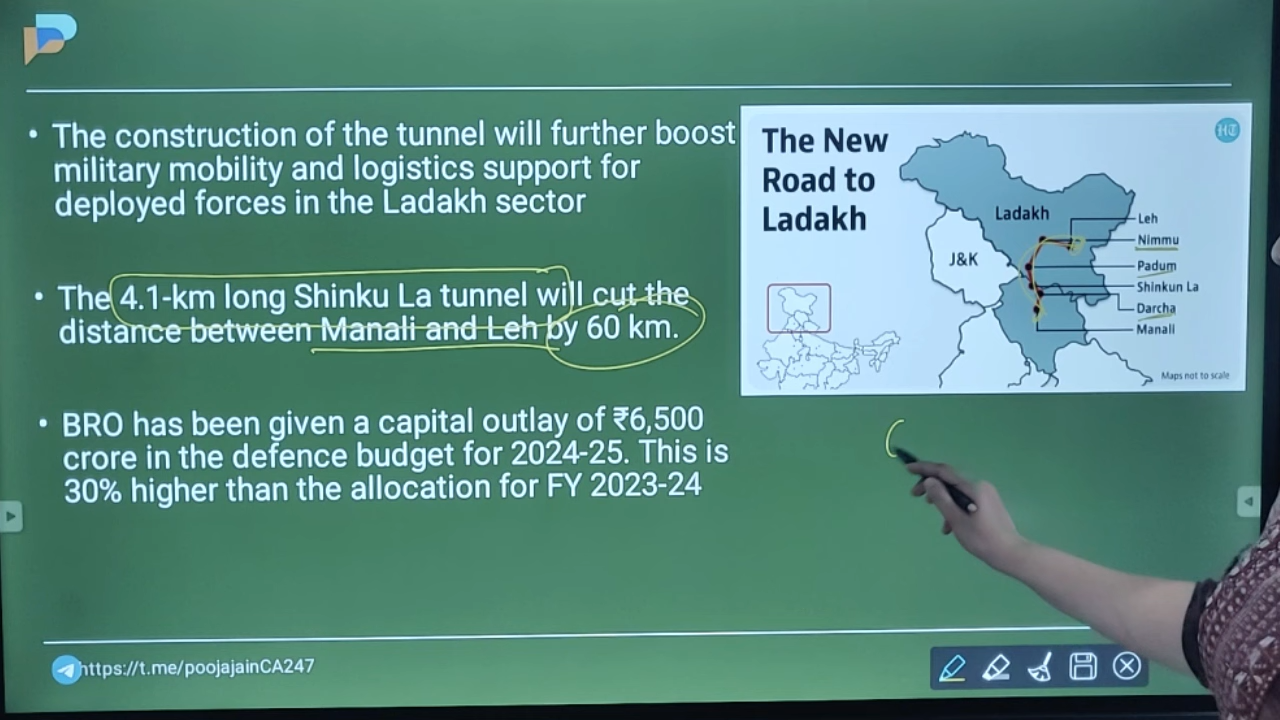 • The construction of the tunnel will further boost
military mobility and logistics support for
deployed forces in the Ladakh sector
• The 4.1-km long Shinku La tunnel will cut the
distance between Manali and Leh by 60 km.
• BRO has been given a capital outlay of ₹6,500
crore in the defence budget for 2024-25. This is
30% higher than the allocation for FY 2023-24
The New
Road to
Ladakh
HT
Ladakh
J&K
Leh
Nimmu
Padum
Shinkun La
Darcha
Manali
Maps not to scale
https://t.me/poojajainCA247